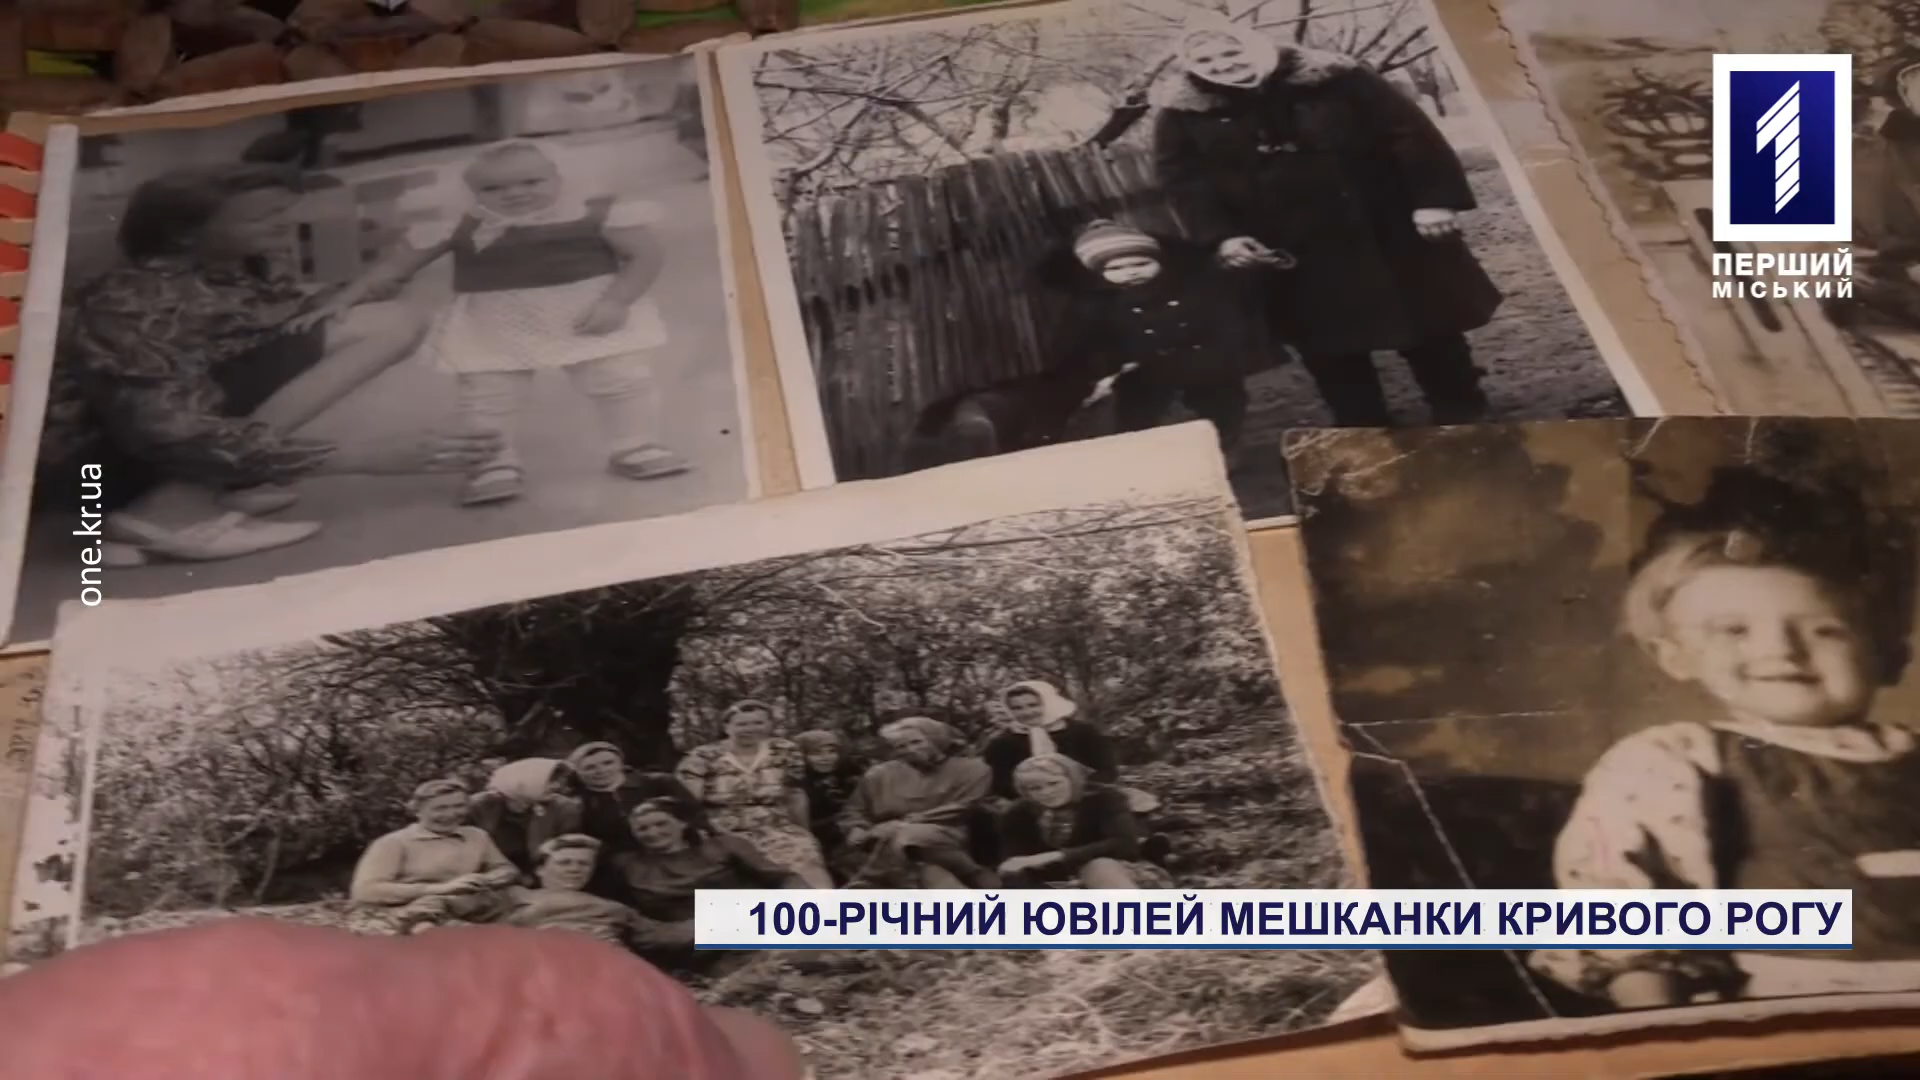 ПЕРШИЙ
МІСЬКИЙ
one.kr.ua
100-РІЧНИЙ ЮВІЛЕЙ МЕШКАНКИ КРИВОГО РОГУ